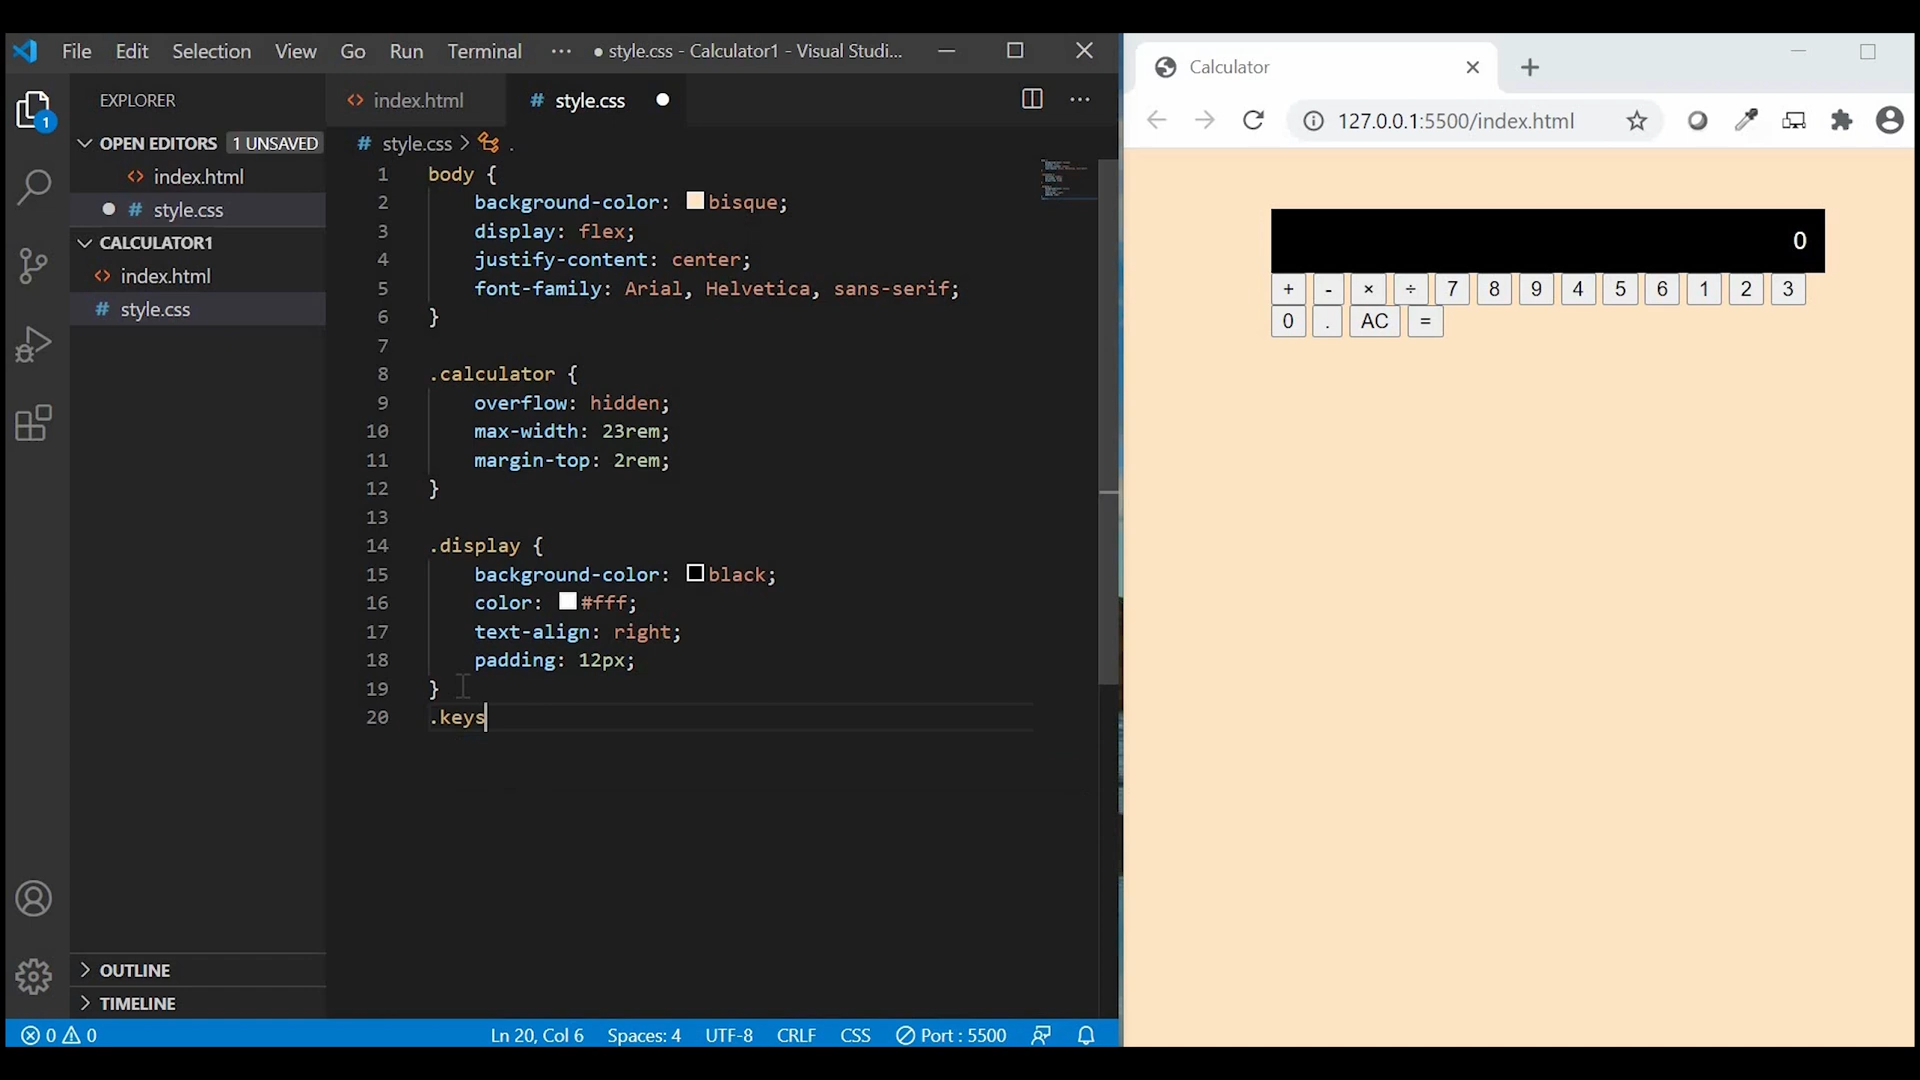 File Edit Selection View Go Run Terminal ··· ● style.css - Calculator1 - Visual Studi...
EXPLORER
OPEN EDITORS 1 UNSAVED
<> index.html
● # style.css
CALCULATOR1
<> index.html
# style.css
OUTLINE
TIMELINE
1
<> index.html # style.css ●
# style.css > .
1 body {
2 background-color: bisque;
3 display: flex;
4 justify-content: center;
5 font-family: Arial, Helvetica, sans-serif;
6 }
7
8 .calculator {
9 overflow: hidden;
10 max-width: 23rem;
11 margin-top: 2rem;
12 }
13
14 .display {
15 background-color: black;
16 color: #fff;
17 text-align: right;
18 padding: 12px;
19 }
20 .keys
0 0 Ln 20, Col 6 Spaces: 4 UTF-8 CRLF CSS Port : 5500
Calculator
127.0.0.1:5500/index.html
0
+ - × ÷ 7 8 9 4 5 6 1 2 3
0 . AC =